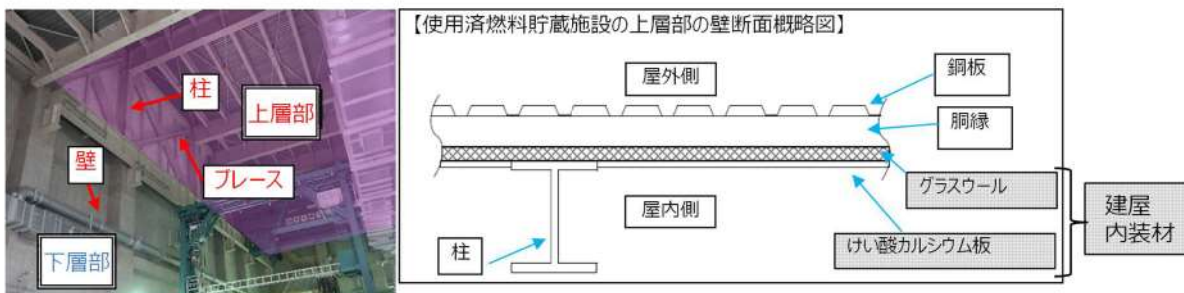 柱
上層部
壁
ブレース
下層部
【使用済燃料貯蔵施設の上層部の壁断面概略図】
屋外側
鋼板
胴縁
グラスウール
屋内側
柱
けい酸カルシウム板
建屋
内装材